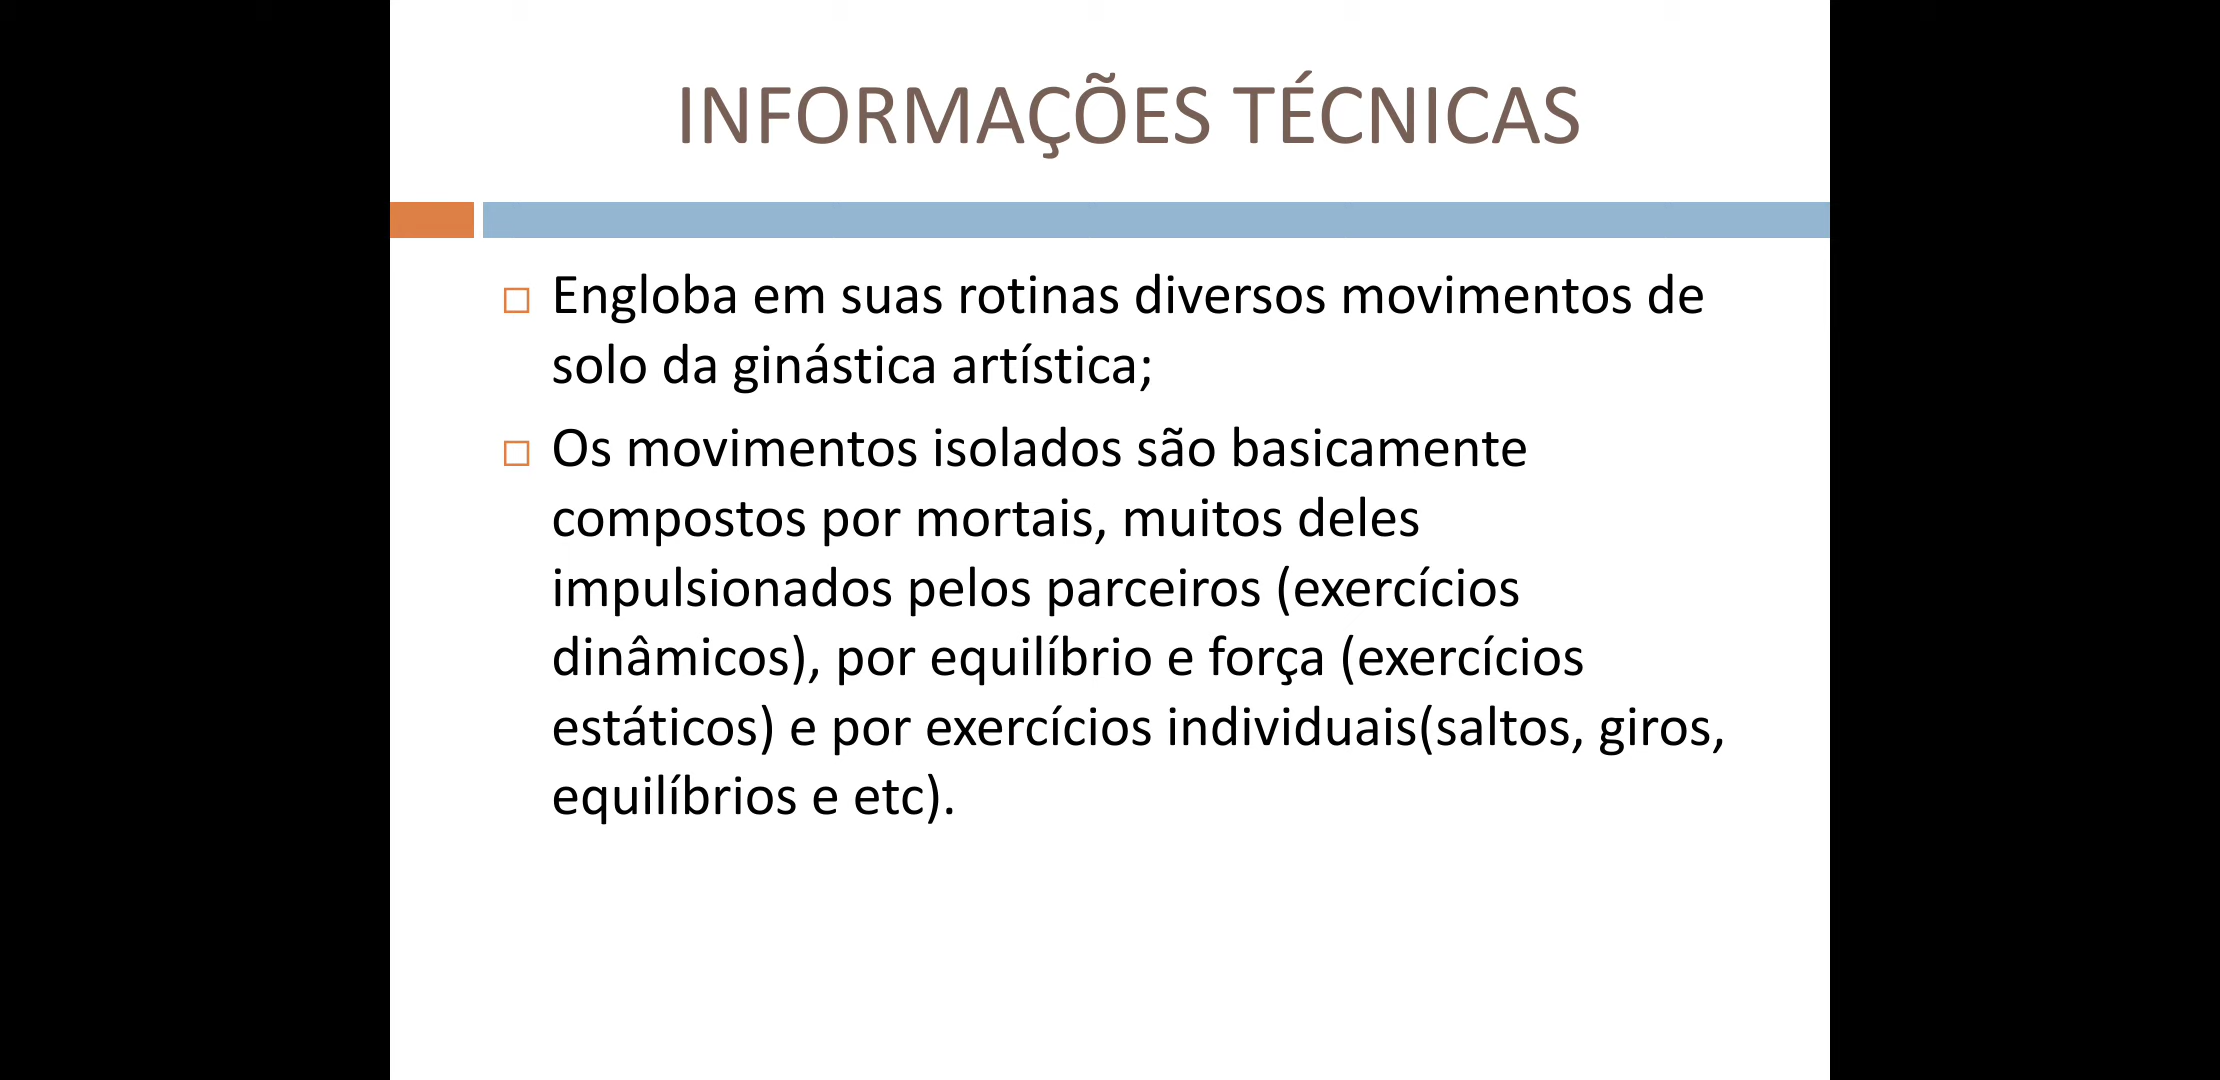 INFORMAÇÕES TÉCNICAS
Engloba em suas rotinas diversos movimentos de
solo da ginástica artística;
Os movimentos isolados são basicamente
compostos por mortais, muitos deles
impulsionados pelos parceiros (exercícios
dinâmicos), por equilíbrio e força (exercícios
estáticos) e por exercícios individuais(saltos, giros,
equilíbrios e etc).